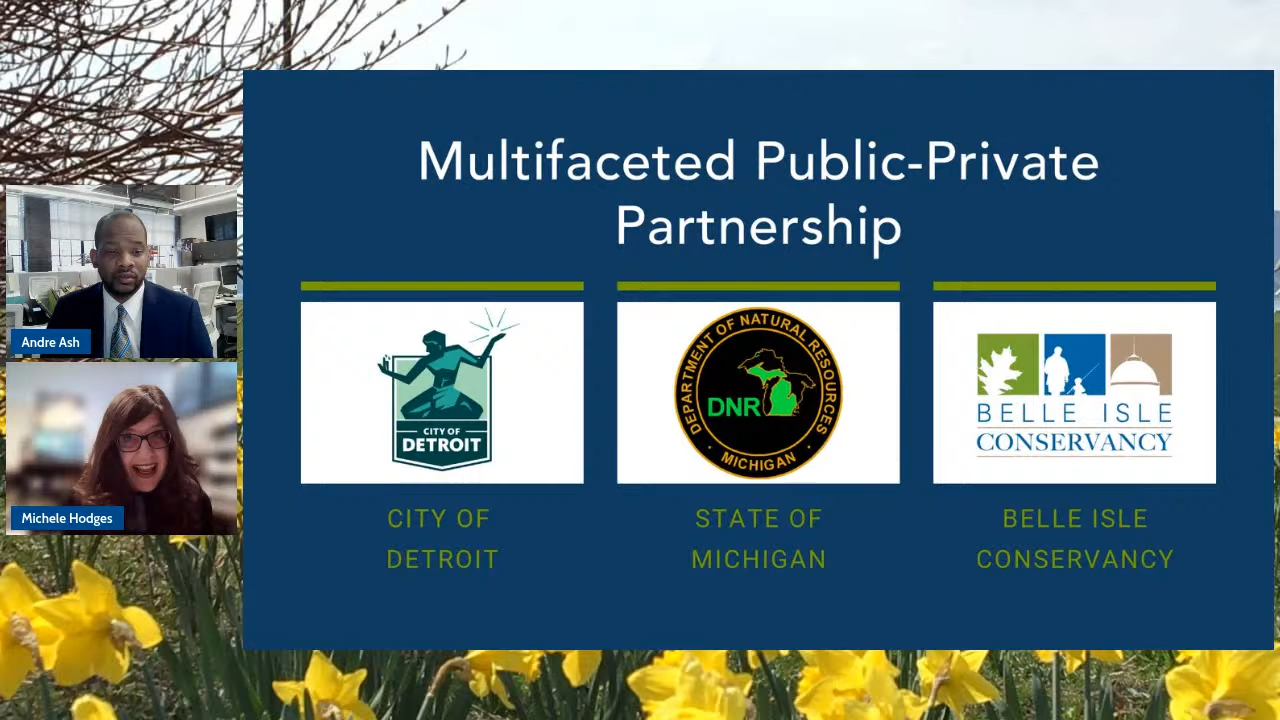 Multifaceted Public-Private
Partnership
Andre Ash
Michele Hodges
CITY OF
DETROIT
DEPARTMENT OF NATURAL RESOURCES
DNR
MICHIGAN
BELLE ISLE
CONSERVANCY
CITY OF
DETROIT
STATE OF
MICHIGAN
BELLE ISLE
CONSERVANCY